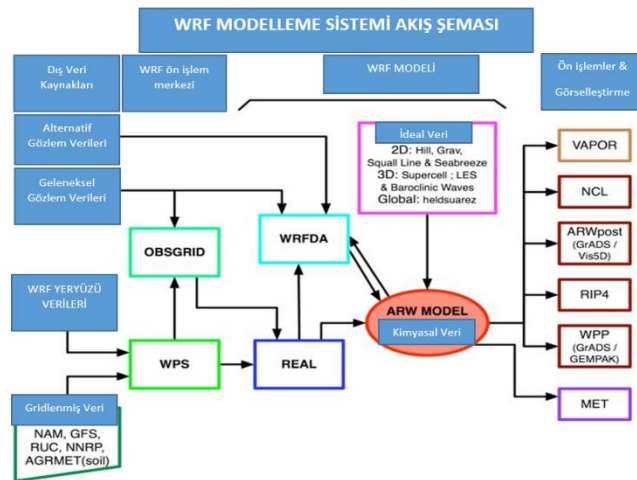 WRF MODELLEME SİSTEMİ AKIŞ ŞEMASI
Dış Veri
Kaynakları
WRF ön işlem
merkezi
WRF MODELİ
Ön işlemler &
Görselleştirme
Alternatif
Gözlem Verileri
Geleneksel
Gözlem Verileri
WRF YERYÜZÜ
VERİLERİ
Gridlenmiş Veri
NAM, GFS,
RUC, NNRP,
AGRMET(soil)
OBSGRID
WPS
WRFDA
REAL
İdeal Veri
2D: Hill, Grav,
Squall Line & Seabreeze
3D: Supercell ; LES
& Baroclinic Waves
Global: heldsuarez
ARW MODEL
Kimyasal Veri
VAPOR
NCL
ARWpost
(GrADS /
Vis5D)
RIP4
WPP
(GrADS /
GEMPAK)
MET